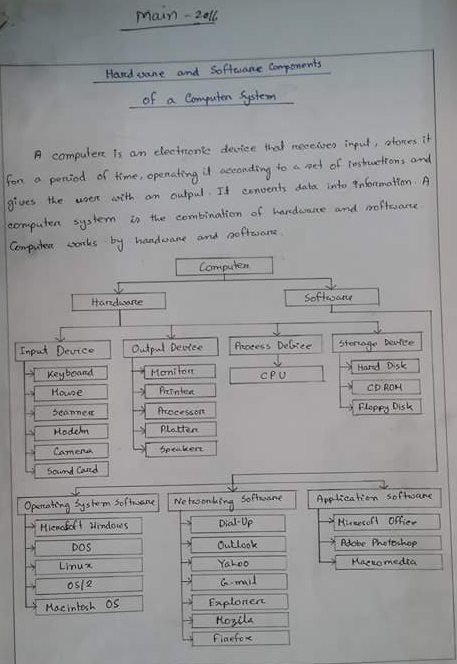 Main - 2016
Hardware and Software Components
of a Computer System
A computer is an electronic device that receives input, stores it
for a period of time, operating it according to a set of instructions and
gives the user with an output. It convents data into Information. A
computer system is the combination of hardware and software.
Computer works by hardware and software.
Computer
Hardware
Software
Input Device
Output Device
Process Device
Storage Device
Keyboard
Mouse
Scanner
Modem
Camera
Sound Card
Monitor
Printer
Processor
Plotter
Speaker
CPU
Hard Disk
CD ROM
Floppy Disk
Operating System Software
Networking Software
Application Software
Microsoft Windows
DOS
Linux
OS/2
Macintosh OS
Dial-Up
Outlook
Yahoo
G-mail
Explorer
Mozila
Firefox
Microsoft Office
Adobe Photoshop
Macromedia